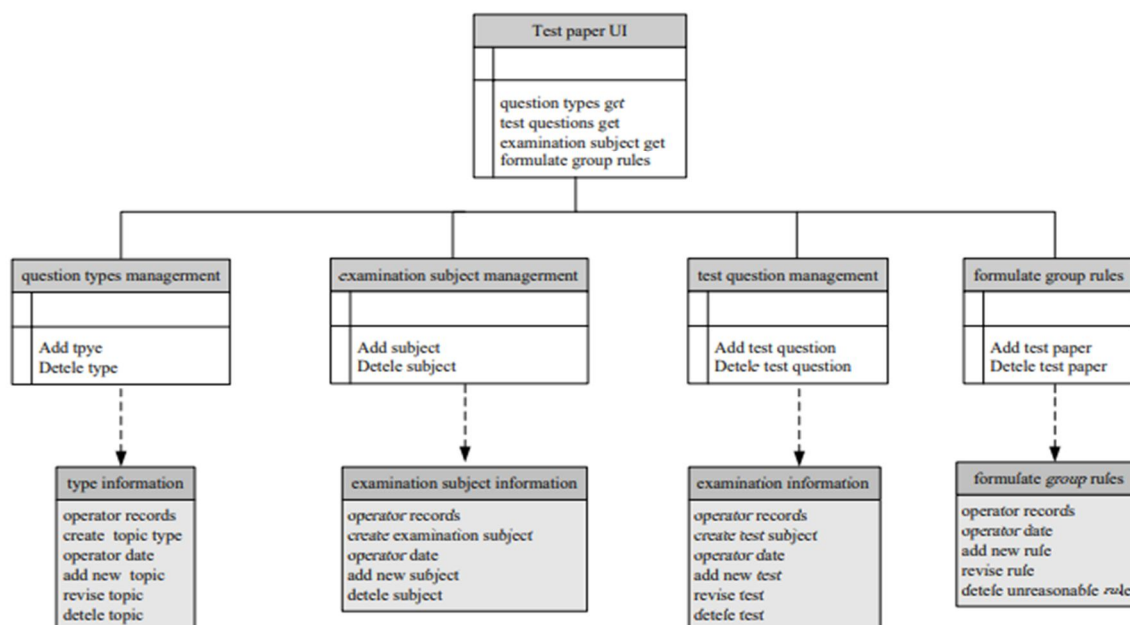 Test paper UI
question types get
test questions get
examination subject get
formulate group rules
question types managerment
Add tpye
Detele type
examination subject management
Add subject
Detele subject
test question management
Add test question
Detele test question
formulate group rules
Add test paper
Detele test paper
type information
operator records
create topic type
operator date
add new topic
revise topic
detele topic
examination subject information
operator records
create examination subject
operator date
add new subject
detele subject
examination information
operator records
create test subject
operator date
add new test
revise test
detele test
formulate group rules
operator records
operator date
add new rule
revise rule
detele unreasonable rule